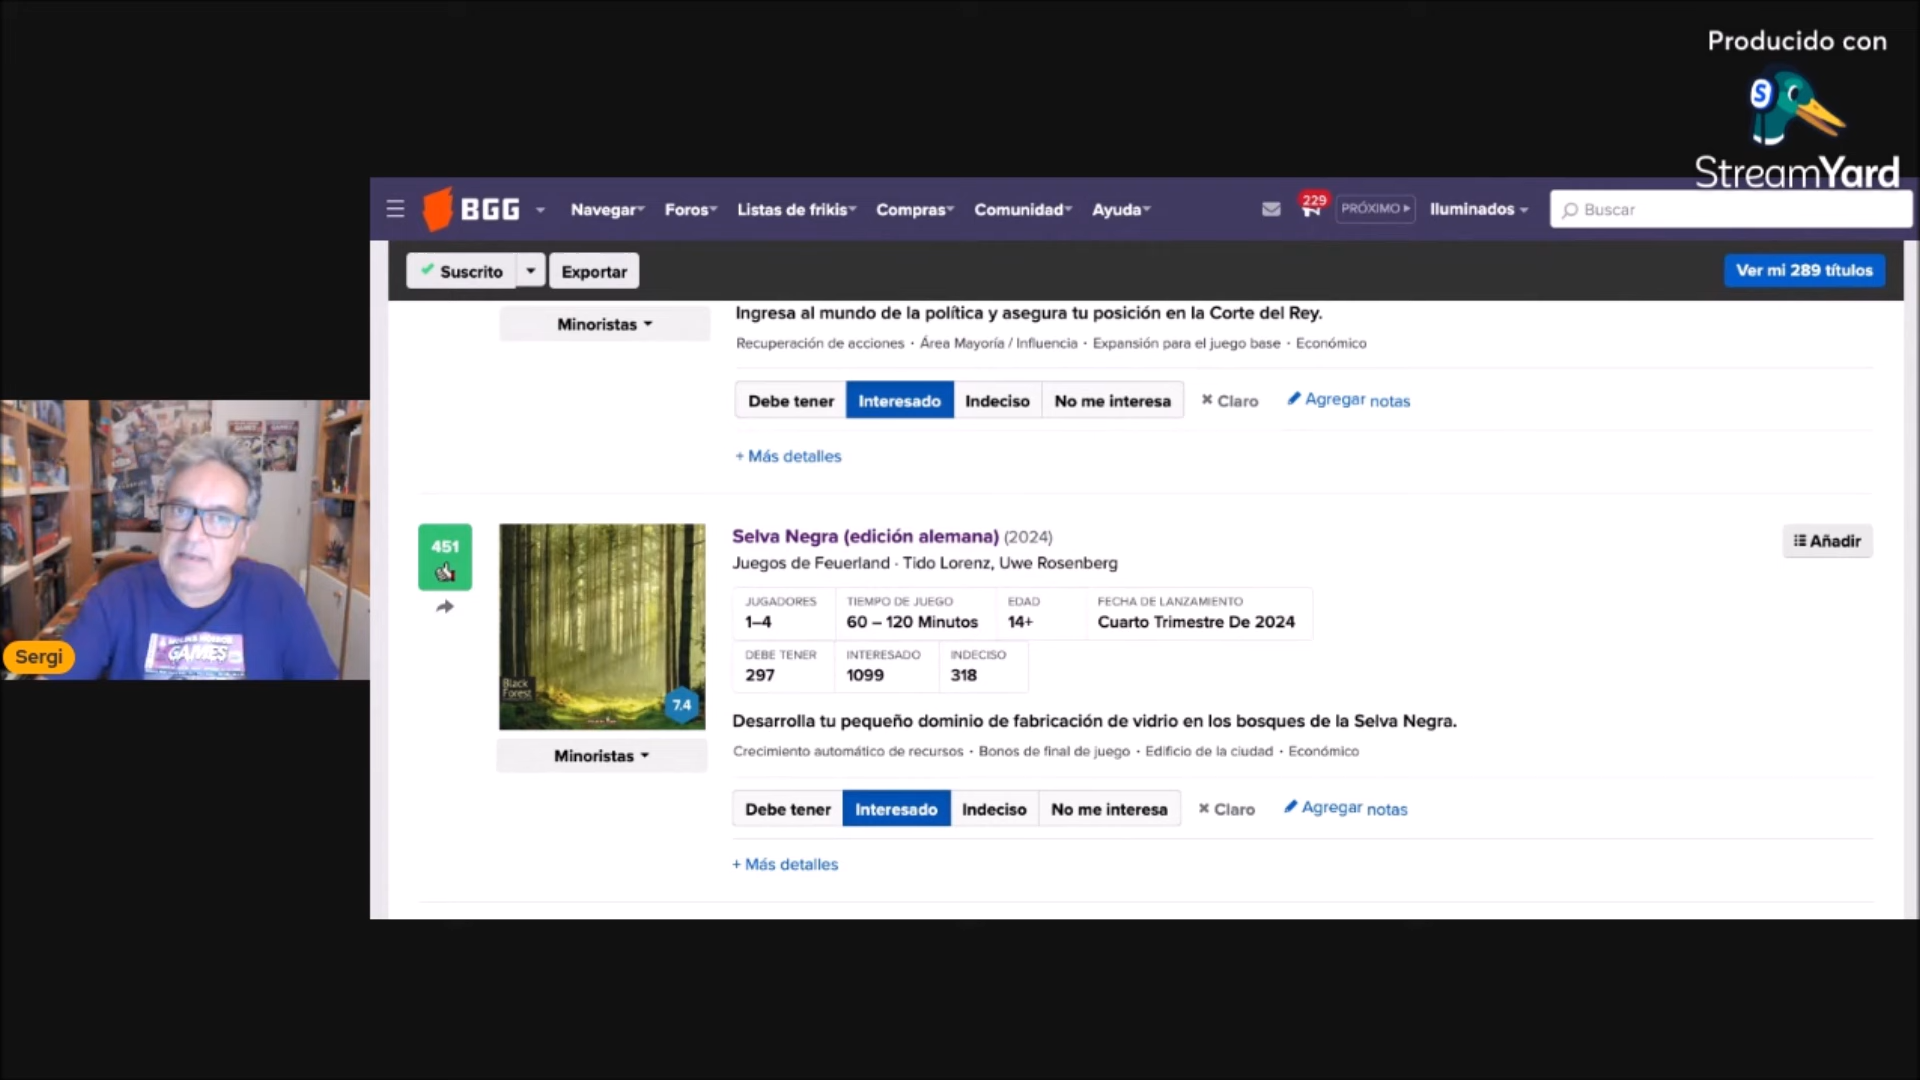 Producido con
StreamYard
BGG
Navegar
Foros
Listas de frikis
Compras
Comunidad
Ayuda
229
PRÓXIMO
Iluminados
Buscar
Suscrito
Exportar
Ver mi 289 títulos
Minoristas
Ingresa al mundo de la política y asegura tu posición en la Corte del Rey.
Recuperación de acciones · Área Mayoría / Influencia · Expansión para el juego base · Económico
Debe tener
Interesado
Indeciso
No me interesa
× Claro
Agregar notas
+ Más detalles
451
Black
Forest
7.4
Minoristas
Selva Negra (edición alemana) (2024)
Añadir
Juegos de Feuerland · Tido Lorenz, Uwe Rosenberg
JUGADORES
1–4
TIEMPO DE JUEGO
60 – 120 Minutos
EDAD
14+
FECHA DE LANZAMIENTO
Cuarto Trimestre De 2024
DEBE TENER
297
INTERESADO
1099
INDECISO
318
Desarrolla tu pequeño dominio de fabricación de vidrio en los bosques de la Selva Negra.
Crecimiento automático de recursos · Bonos de final de juego · Edificio de la ciudad · Económico
Debe tener
Interesado
Indeciso
No me interesa
× Claro
Agregar notas
+ Más detalles
Sergi
GAMES